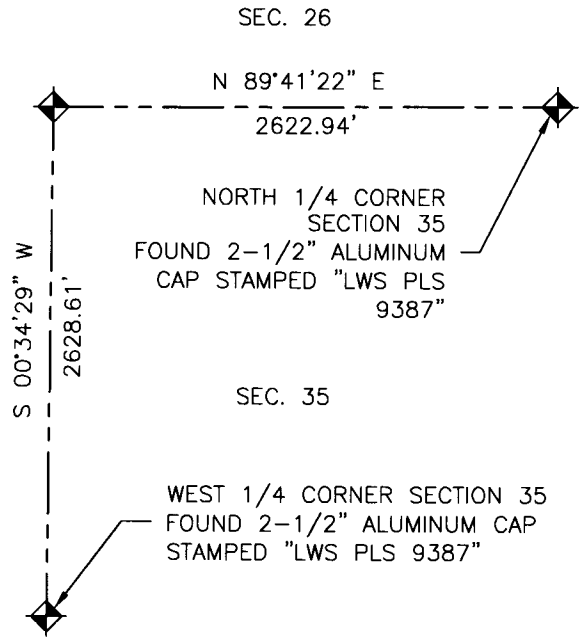 SEC. 26
N 89°41'22" E
2622.94'
NORTH 1/4 CORNER
SECTION 35
FOUND 2-1/2" ALUMINUM
CAP STAMPED "LWS PLS
9387"
S 00°34'29" W
2628.61'
SEC. 35
WEST 1/4 CORNER SECTION 35
FOUND 2-1/2" ALUMINUM CAP
STAMPED "LWS PLS 9387"